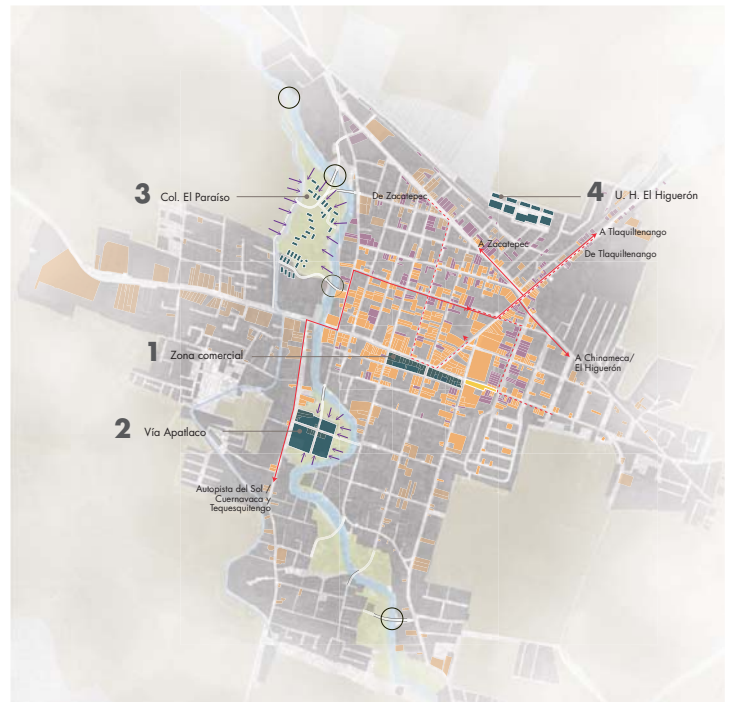 3 Col. El Paraíso
De Zacatepec
4 U. H. El Higuerón
A Tlaquiltenango
A Zacatepec
De Tlaquiltenango
1 Zona comercial
A Chinameca/
El Higuerón
2 Vía Apatlaco
Autopista del Sol /
Cuernavaca y
Tequesquitengo